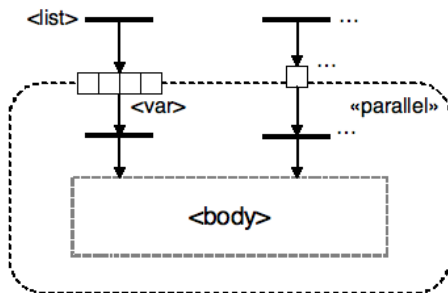 <list>
...
...
<var>
«parallel»
...
<body>